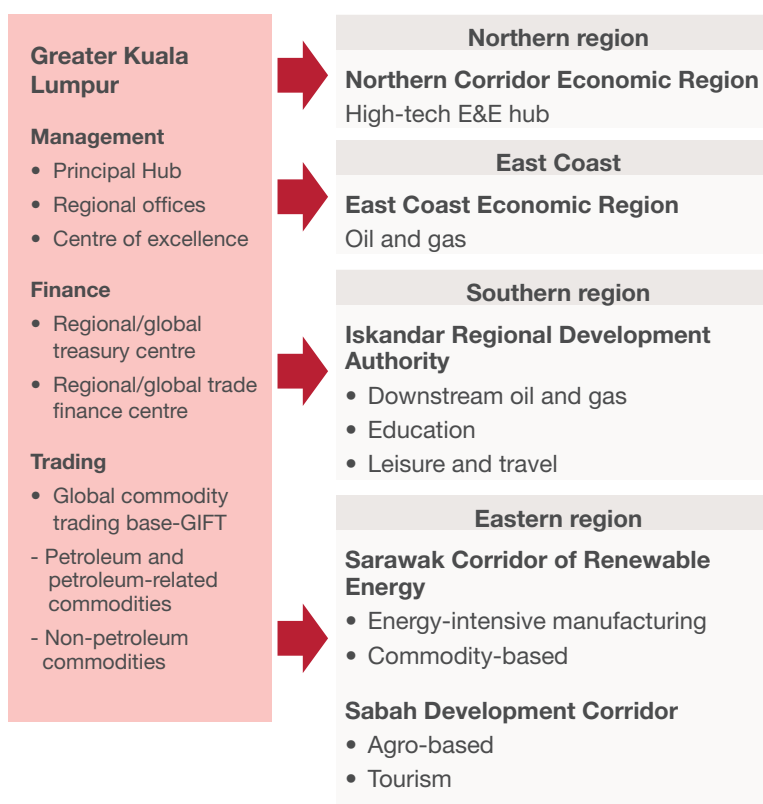 Greater Kuala
Lumpur
Management
• Principal Hub
• Regional offices
• Centre of excellence
Finance
• Regional/global
treasury centre
• Regional/global trade
finance centre
Trading
• Global commodity
trading base-GIFT
- Petroleum and
petroleum-related
commodities
- Non-petroleum
commodities
Northern region
Northern Corridor Economic Region
High-tech E&E hub
East Coast
East Coast Economic Region
Oil and gas
Southern region
Iskandar Regional Development
Authority
• Downstream oil and gas
• Education
• Leisure and travel
Eastern region
Sarawak Corridor of Renewable
Energy
• Energy-intensive manufacturing
• Commodity-based
Sabah Development Corridor
• Agro-based
• Tourism